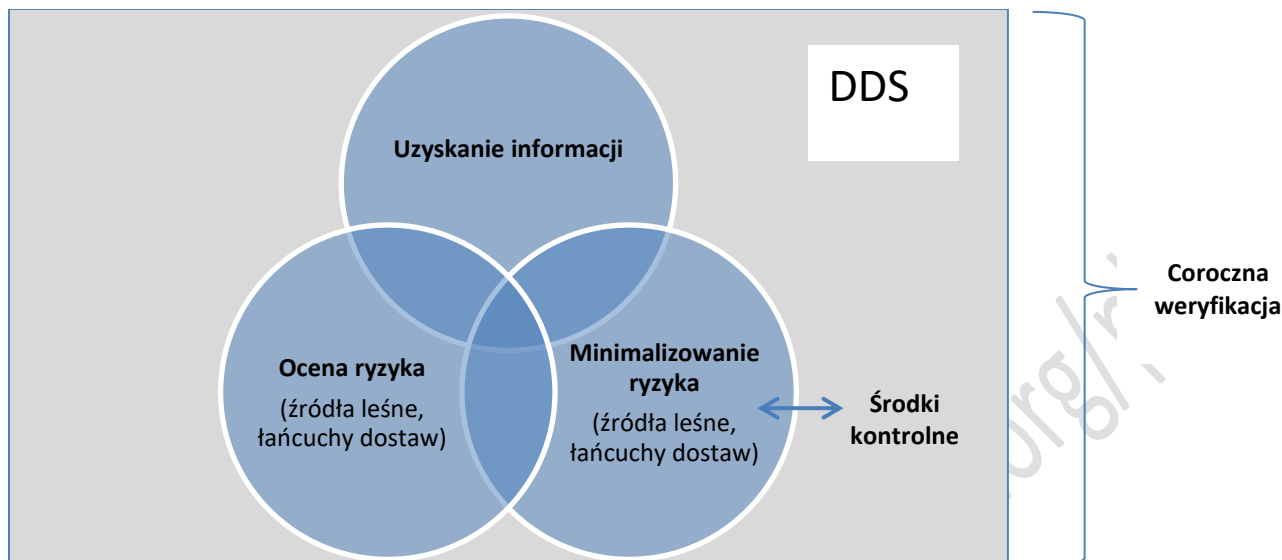 DDS
Uzyskanie informacji
Ocena ryzyka
(źródła leśne,
łańcuchy dostaw)
Minimalizowanie
ryzyka
(źródła leśne,
łańcuchy dostaw)
Środki
kontrolne
Coroczna
weryfikacja